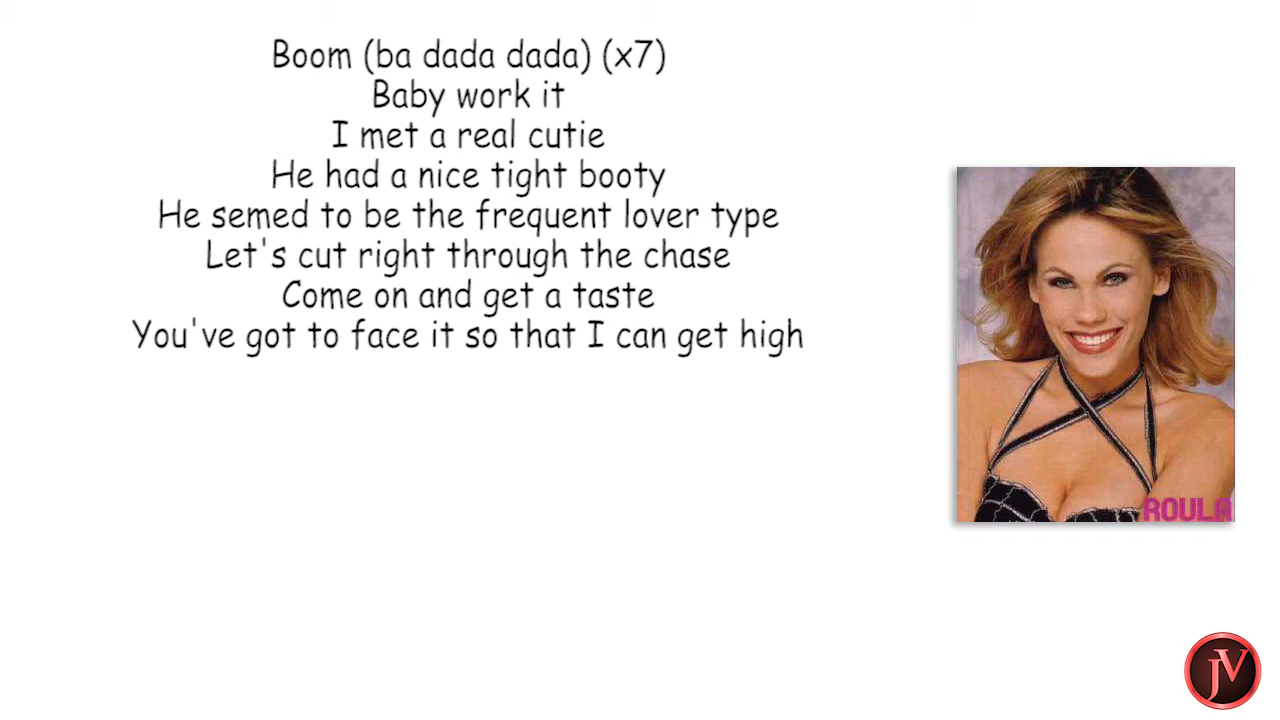 Boom (ba dada dada) (x7)
Baby work it
I met a real cutie
He had a nice tight booty
He semed to be the frequent lover type
Let's cut right through the chase
Come on and get a taste
You've got to face it so that I can get high
ROULA
JV